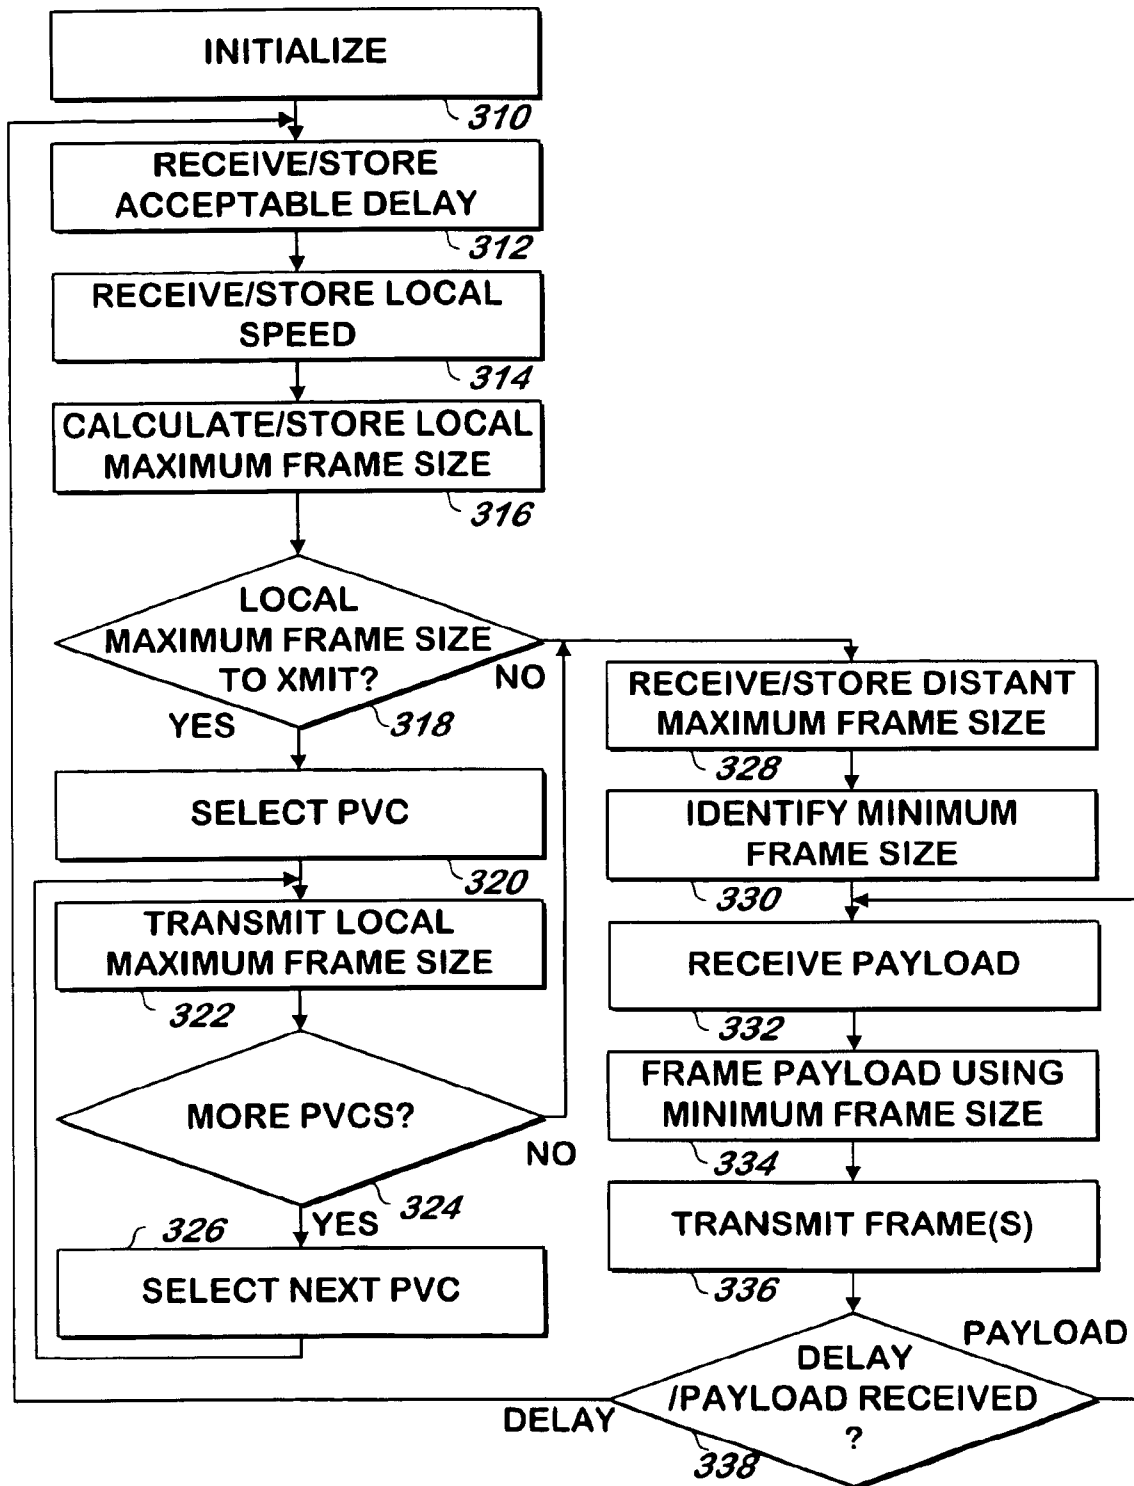 INITIALIZE
310
RECEIVE/STORE
ACCEPTABLE DELAY
312
RECEIVE/STORE LOCAL
SPEED
314
CALCULATE/STORE LOCAL
MAXIMUM FRAME SIZE
316
LOCAL
MAXIMUM FRAME SIZE
TO XMIT?
NO
YES
318
SELECT PVC
320
TRANSMIT LOCAL
MAXIMUM FRAME SIZE
322
MORE PVCS?
NO
324
YES
326
SELECT NEXT PVC
RECEIVE/STORE DISTANT
MAXIMUM FRAME SIZE
328
IDENTIFY MINIMUM
FRAME SIZE
330
RECEIVE PAYLOAD
332
FRAME PAYLOAD USING
MINIMUM FRAME SIZE
334
TRANSMIT FRAME(S)
336
PAYLOAD
DELAY
/PAYLOAD RECEIVED
?
DELAY
338